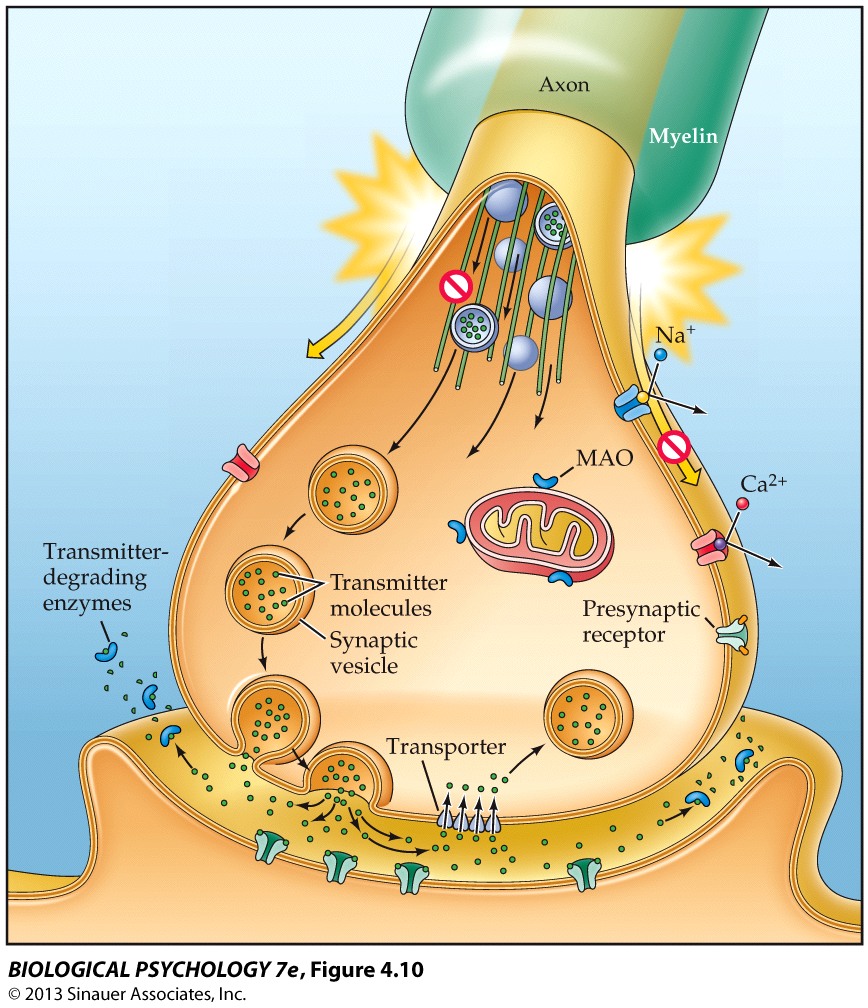 Axon
Myelin
Na+
MAO
Ca2+
Transmitter-
degrading
enzymes
Transmitter
molecules
Synaptic
vesicle
Presynaptic
receptor
Transporter
BIOLOGICAL PSYCHOLOGY 7e, Figure 4.10
© 2013 Sinauer Associates, Inc.